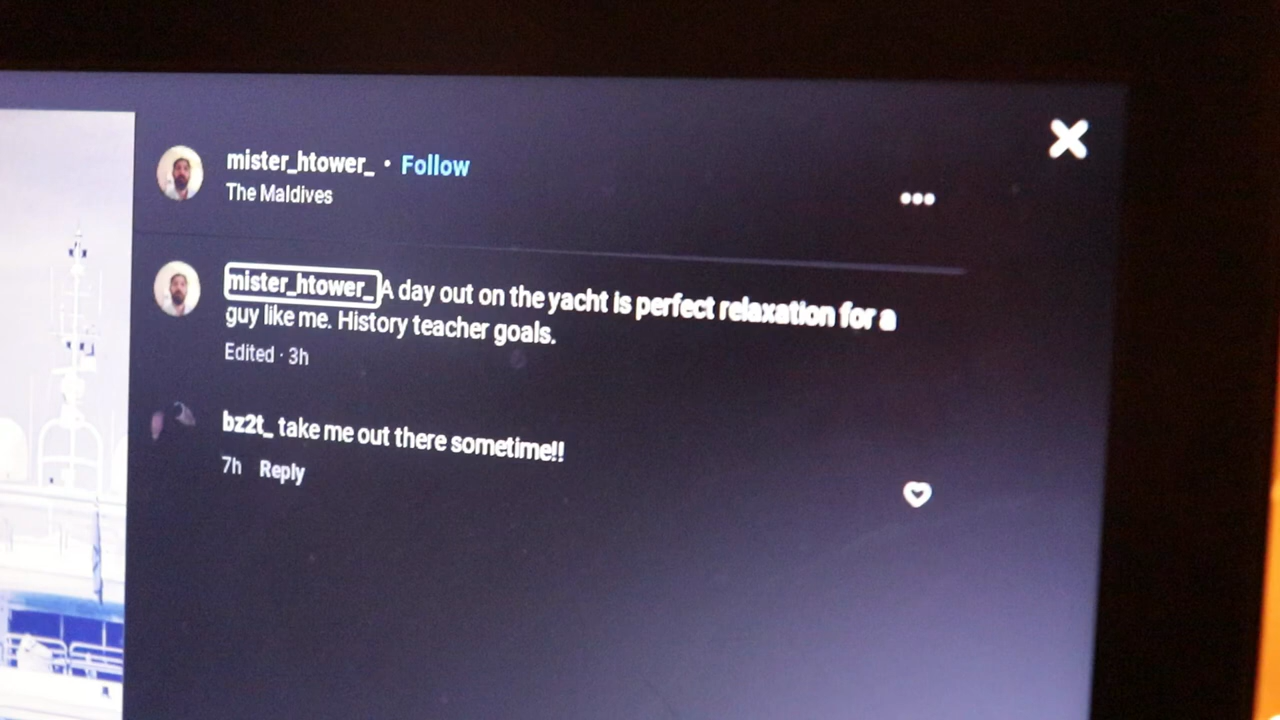 mister_htower_ • Follow
The Maldives
mister_htower_ A day out on the yacht is perfect relaxation for a
guy like me. History teacher goals.
Edited · 3h
bz2t_ take me out there sometime!!
7h Reply